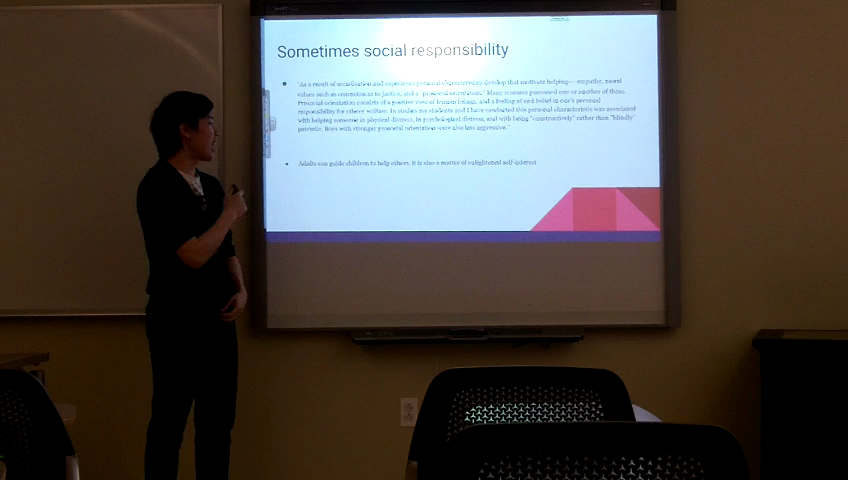 Sometimes social responsibility
"As a result of socialization and experience personal characteristics develop that motivate helping— empathy, moral
values such as commitment to justice, and a "prosocial orientation." Many rescuers possessed one or another of these.
Prosocial orientation consists of a positive view of human beings, and a feeling of and belief in one's personal
responsibility for others' welfare. In studies my students and I have conducted this personal characteristic was associated
with helping someone in physical distress, in psychological distress, and with being "constructively" rather than "blindly"
patriotic. Boys with stronger prosocial orientation were also less aggressive."
Adults can guide children to help others. It is also a matter of enlightened self-interest